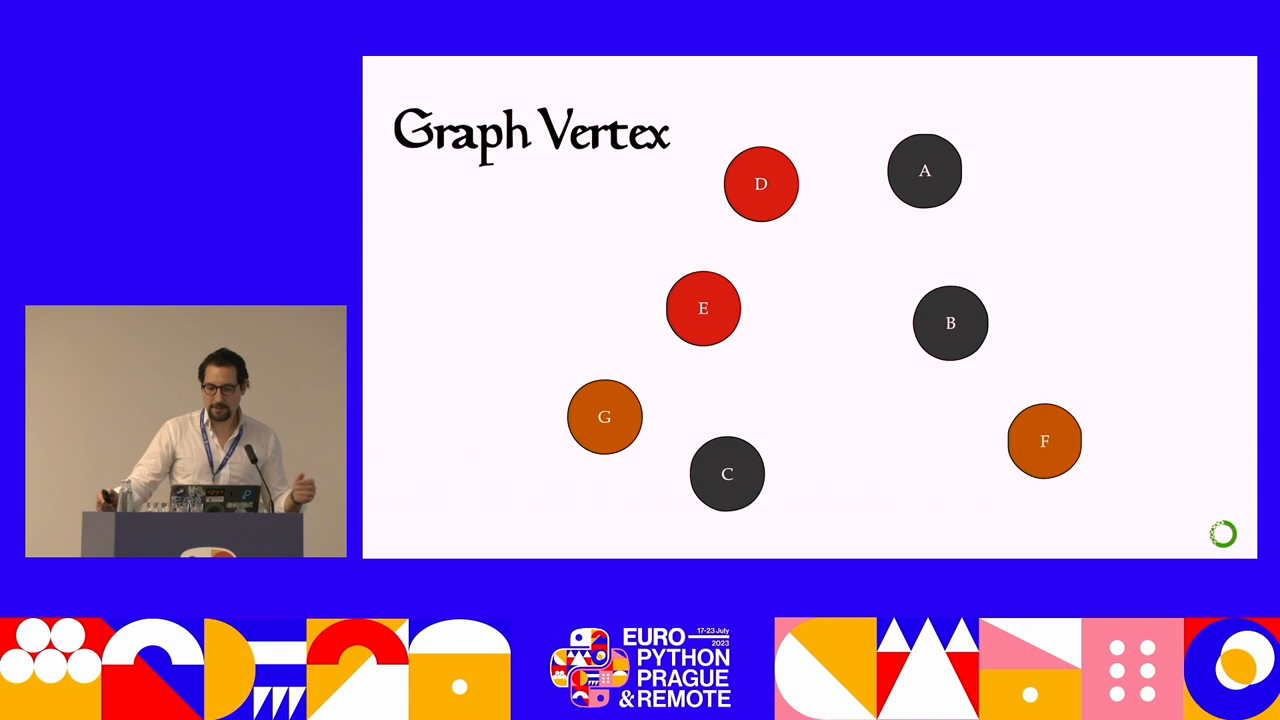 Graph Vertex
D
A
E
B
G
F
C
EURO
17-23 July
2023
PYTHON
PRAGUE
& REMOTE